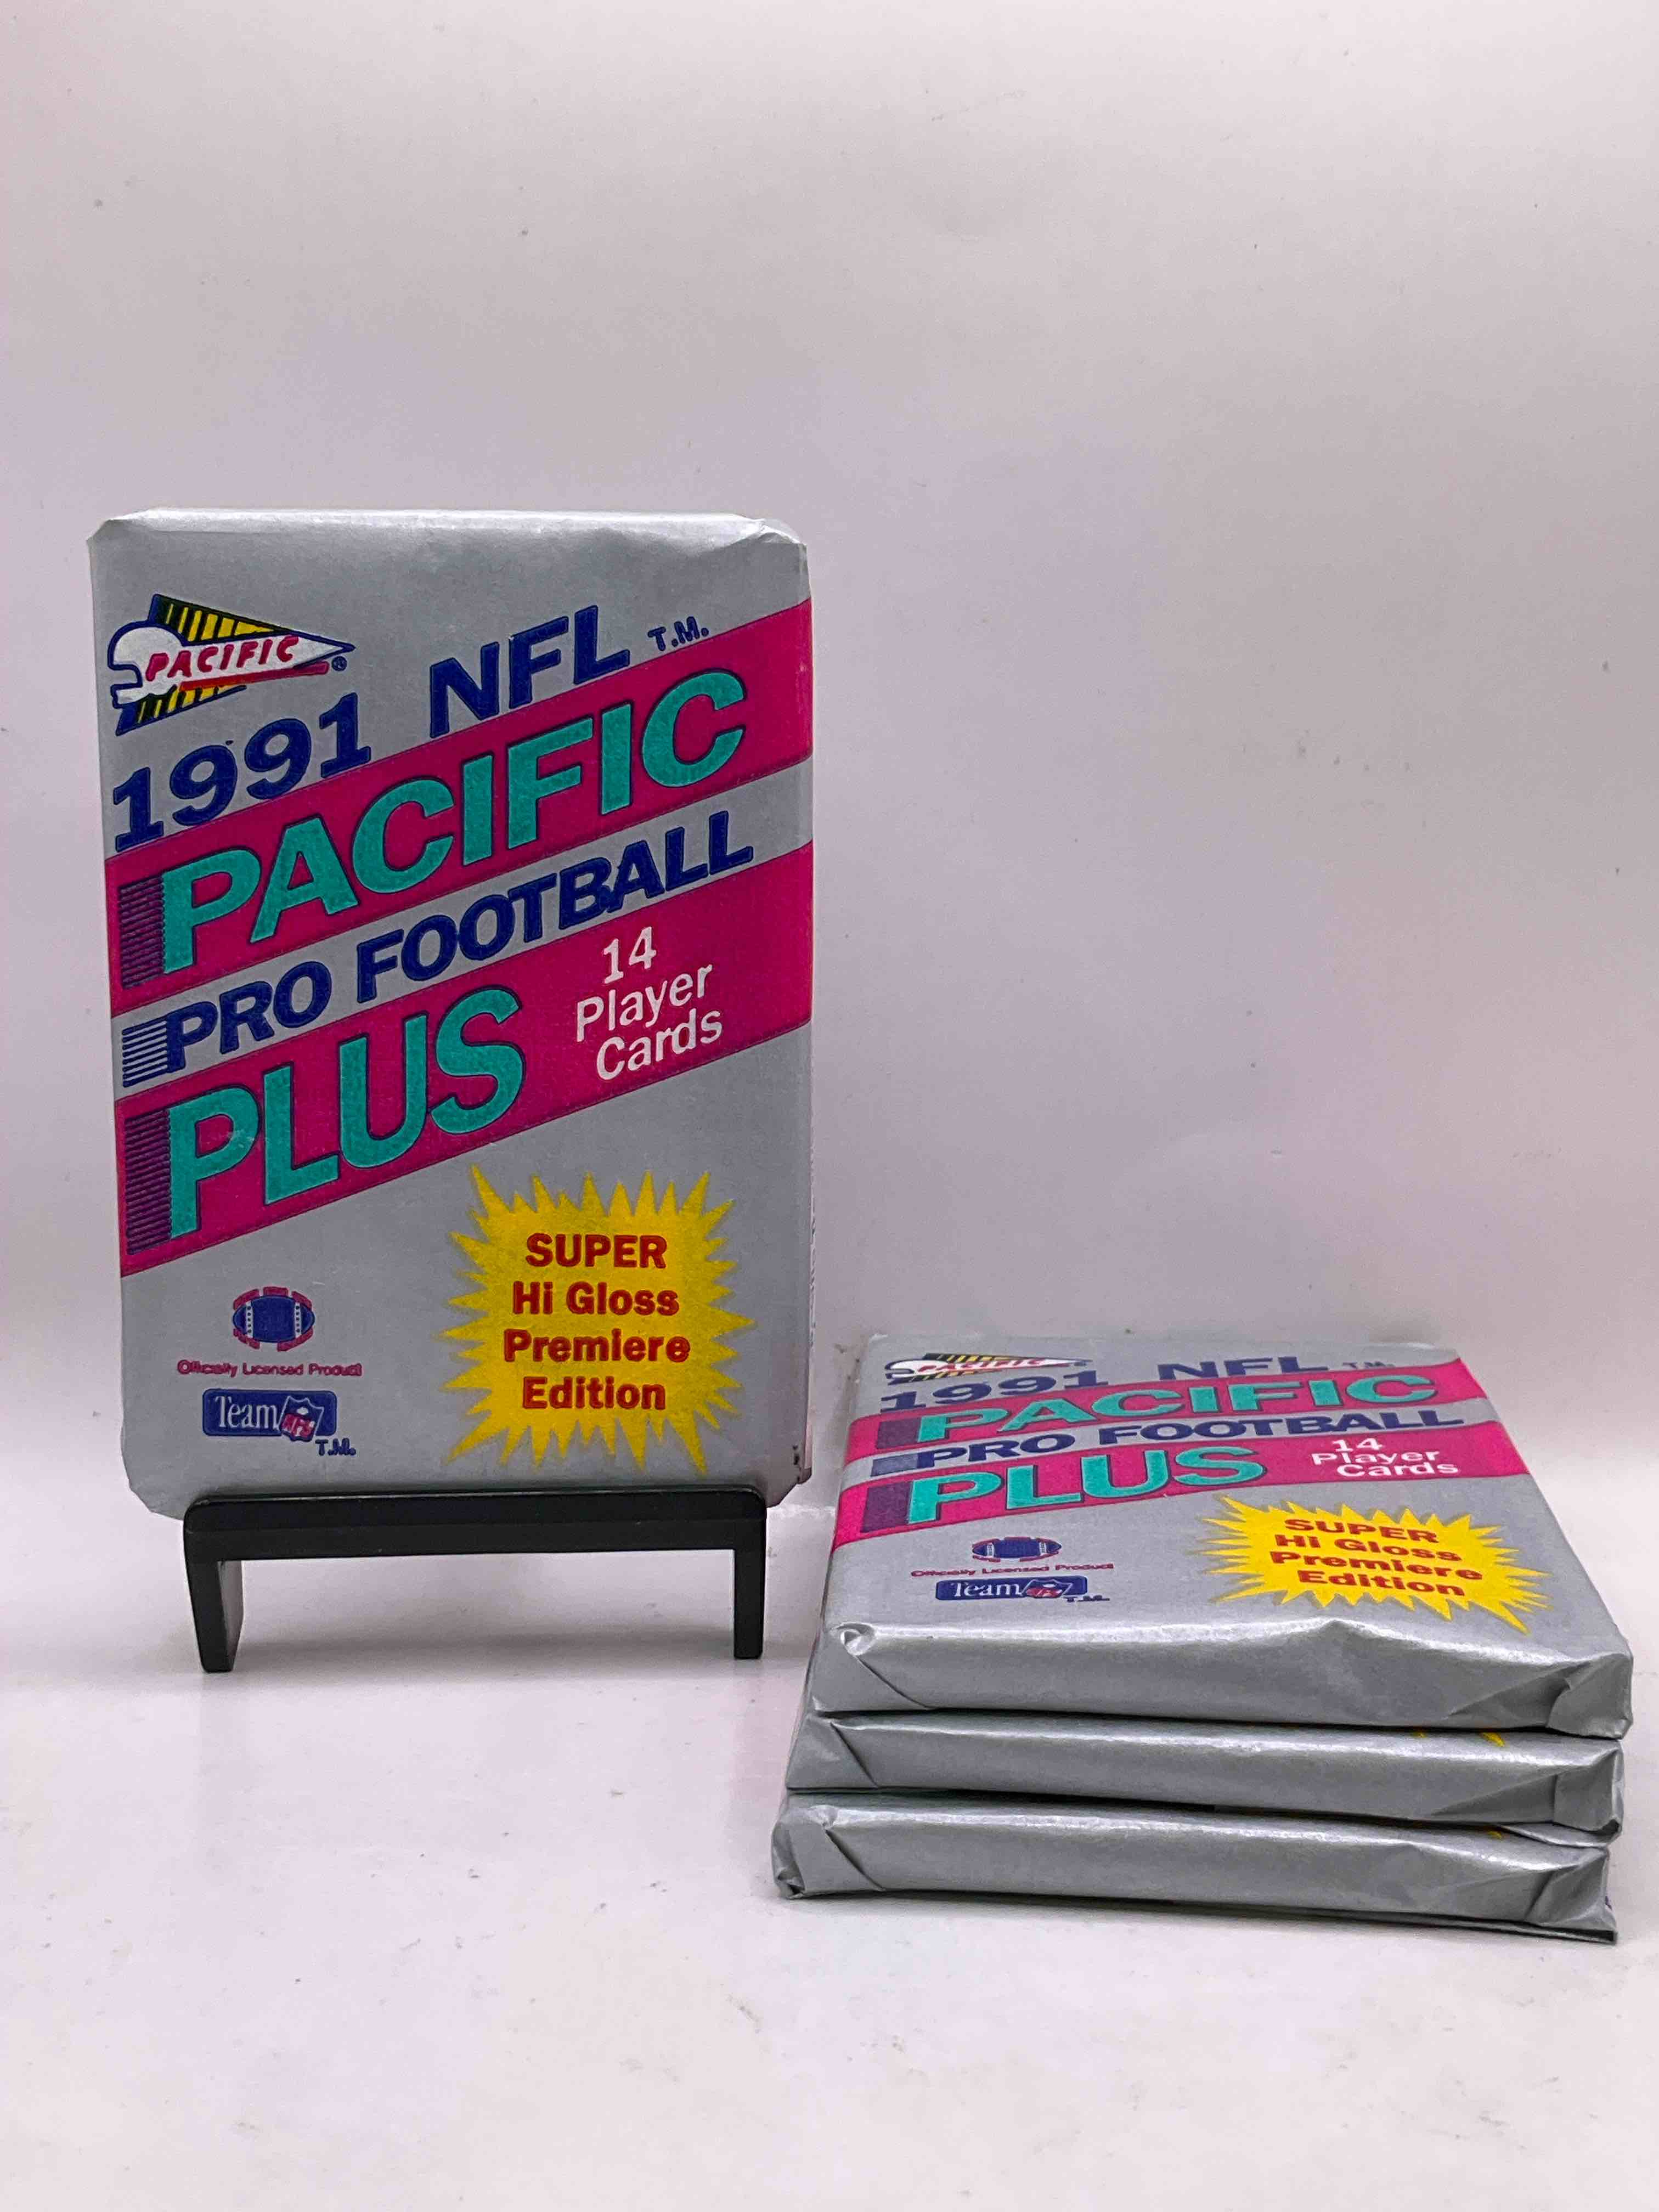 PACIFIC ®
1991 NFL T.M.
PACIFIC
PRO FOOTBALL
PLUS
14
Player
Cards
SUPER
Hi Gloss
Premiere
Edition
Officially Licensed Product
Team NFL
T.M.
PACIFIC
1991 NFL T.M.
PACIFIC
PRO FOOTBALL
PLUS
14
Player
Cards
SUPER
Hi Gloss
Premiere
Edition
Officially Licensed Product
Team NFL
T.M.